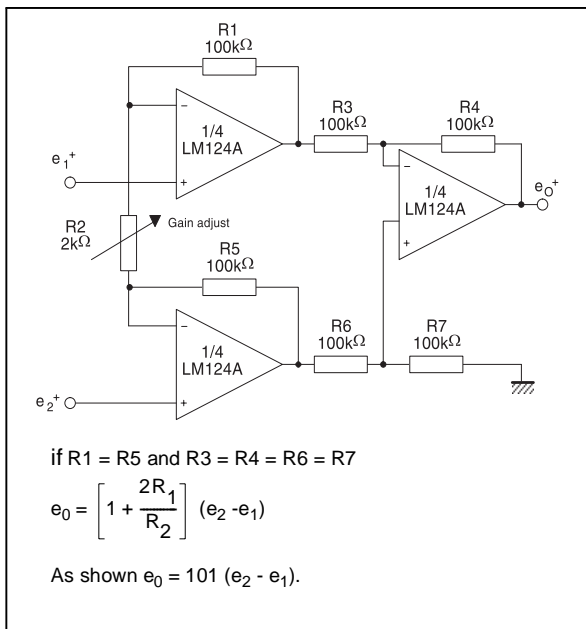 R1
100kΩ
R3
100kΩ
R4
100kΩ
1/4
LM124A
e1+
eO+
1/4
LM124A
R2
2kΩ
Gain adjust
R5
100kΩ
R6
100kΩ
R7
100kΩ
1/4
LM124A
e2+
if R1 = R5 and R3 = R4 = R6 = R7
e0 = [1 + 2R1/R2] (e2 -e1)
As shown e0 = 101 (e2 - e1).